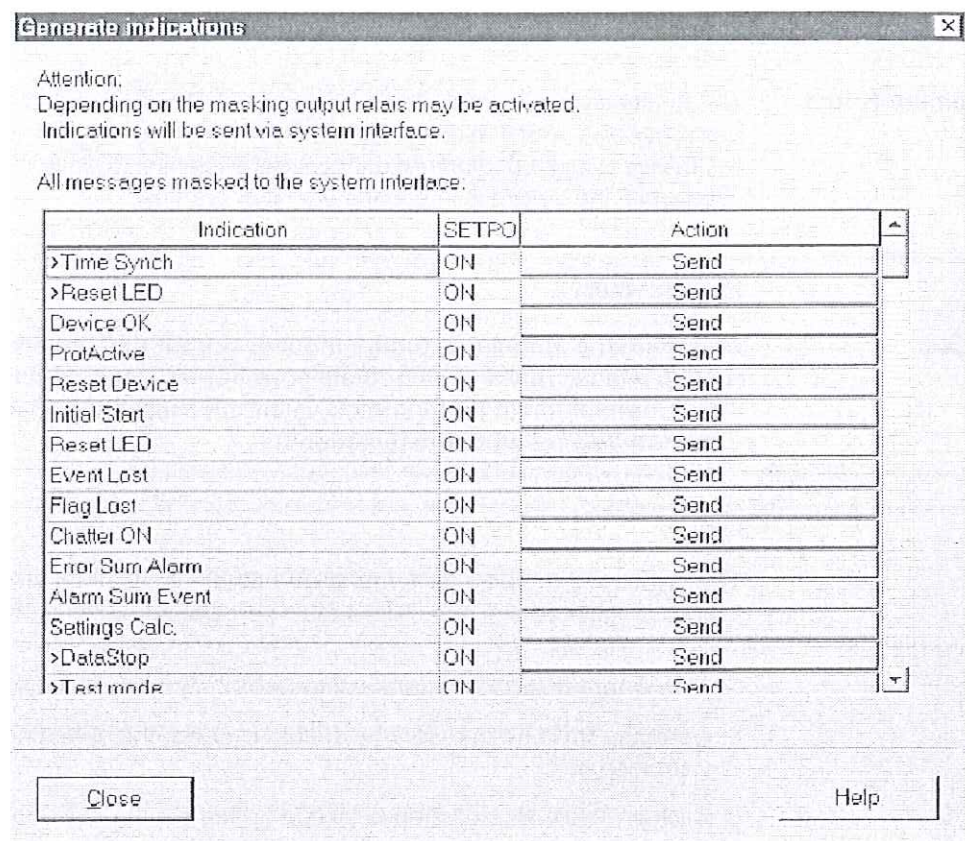 Generate indications
Attention:
Depending on the masking output relais may be activated.
Indications will be sent via system interface.
All messages masked to the system interface:
Indication SETPO Action
>Time Synch ON Send
>Reset LED ON Send
Device OK ON Send
ProtActive ON Send
Reset Device ON Send
Initial Start ON Send
Reset LED ON Send
Event Lost ON Send
Flag Lost ON Send
Chatter ON ON Send
Error Sum Alarm ON Send
Alarm Sum Event ON Send
Settings Calc. ON Send
>DataStop ON Send
>Test mode ON Send
Close Help